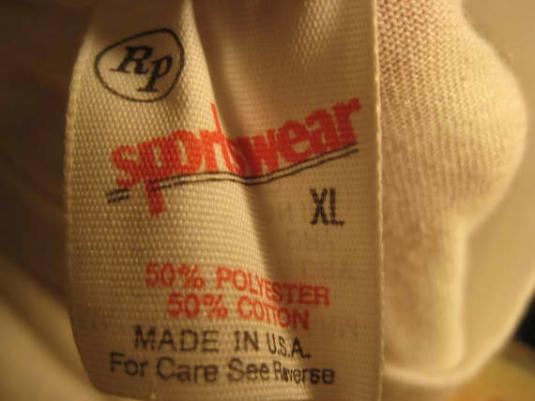 Rp
sportswear
XL
50% POLYESTER
50% COTTON
MADE IN U.S.A.
For Care See Reverse